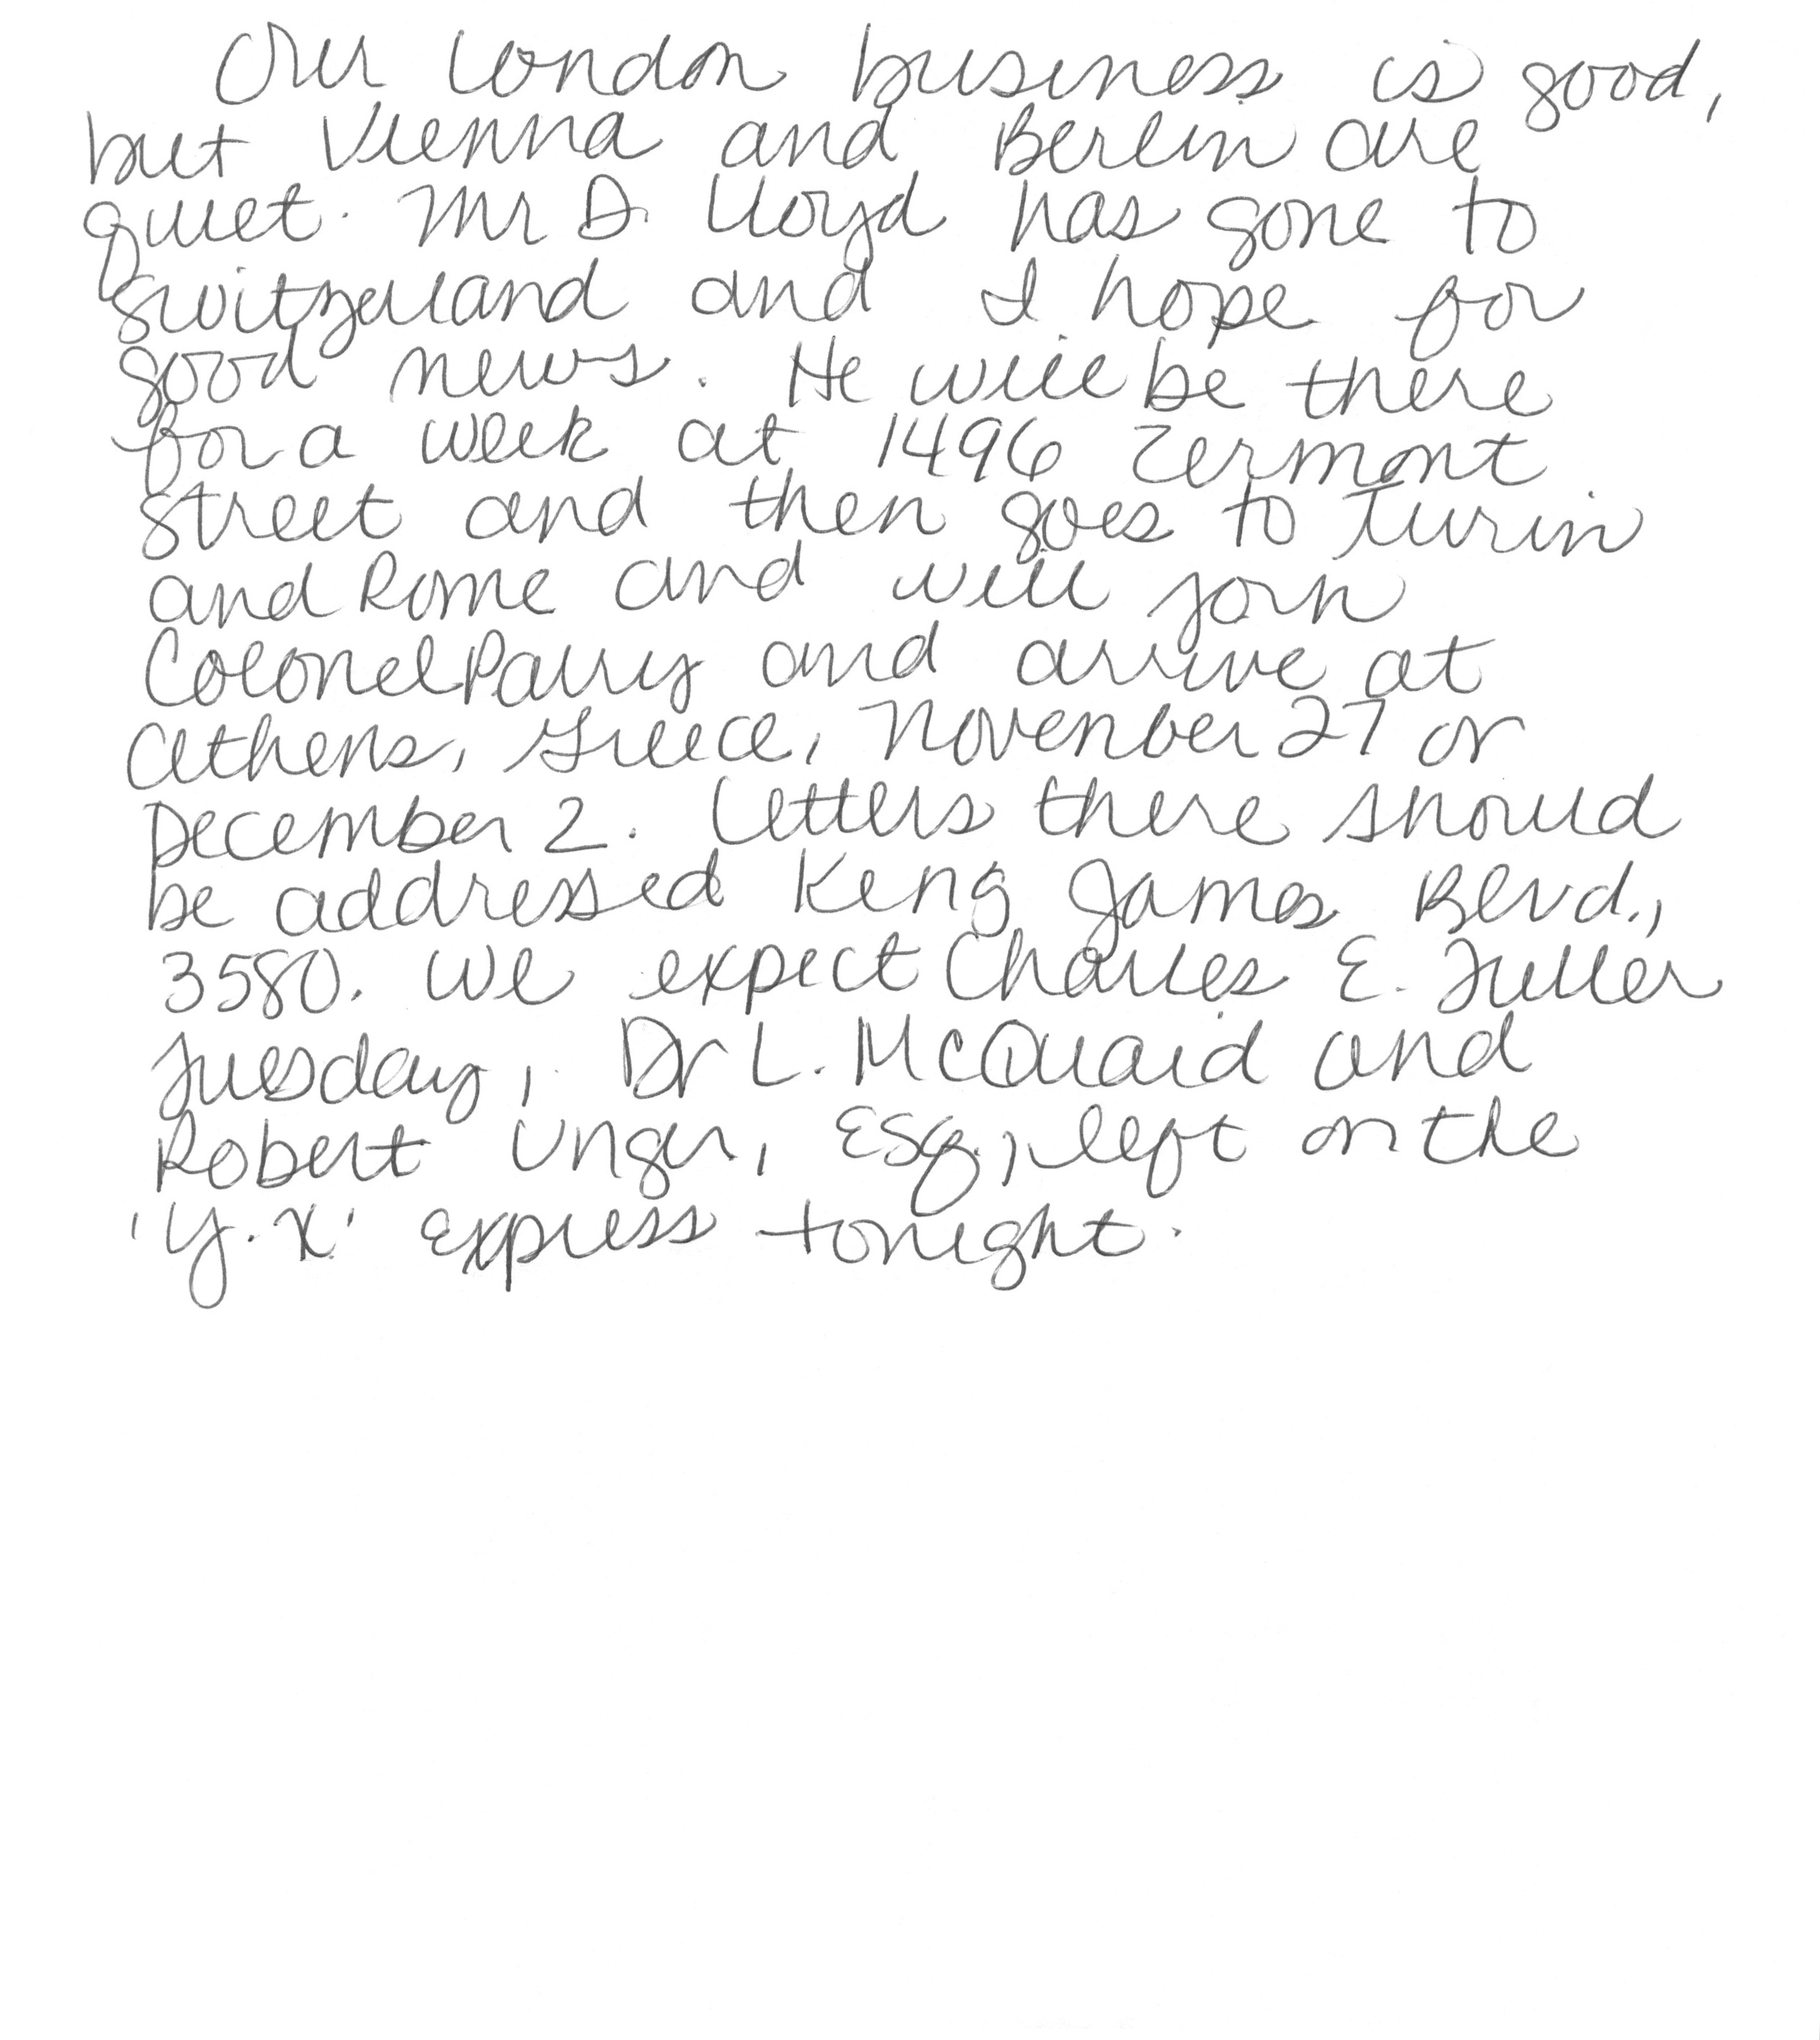 Our London business is good,
but Vienna and Berlin are
quiet. Mr D. Lloyd has gone to
Switzerland and I hope for
good news. He will be there
for a week at 1496 Zermont
Street and then goes to Turin
and Rome and will join
Colonel Parry and arrive at
Athens, Greece, November 27 or
December 2. Letters there should
be addressed King James Blvd.,
3580. We expect Charles E. Fuller
Tuesday, Dr L. McQuaid and
Robert Unger, Esq., left on the
'Y.X.' Express tonight.